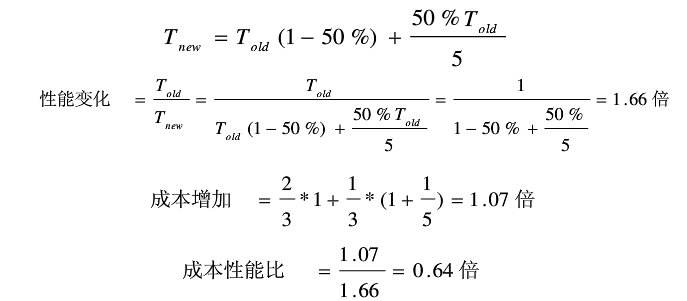 T_new = T_old (1 − 50 %) + 50 % T_old / 5
性能变化 = T_old / T_new = T_old / (T_old (1 − 50 %) + 50 % T_old / 5) = 1 / (1 − 50 % + 50 % / 5) = 1.66 倍
成本增加 = 2/3 * 1 + 1/3 * (1 + 1/5) = 1.07 倍
成本性能比 = 1.07 / 1.66 = 0.64 倍